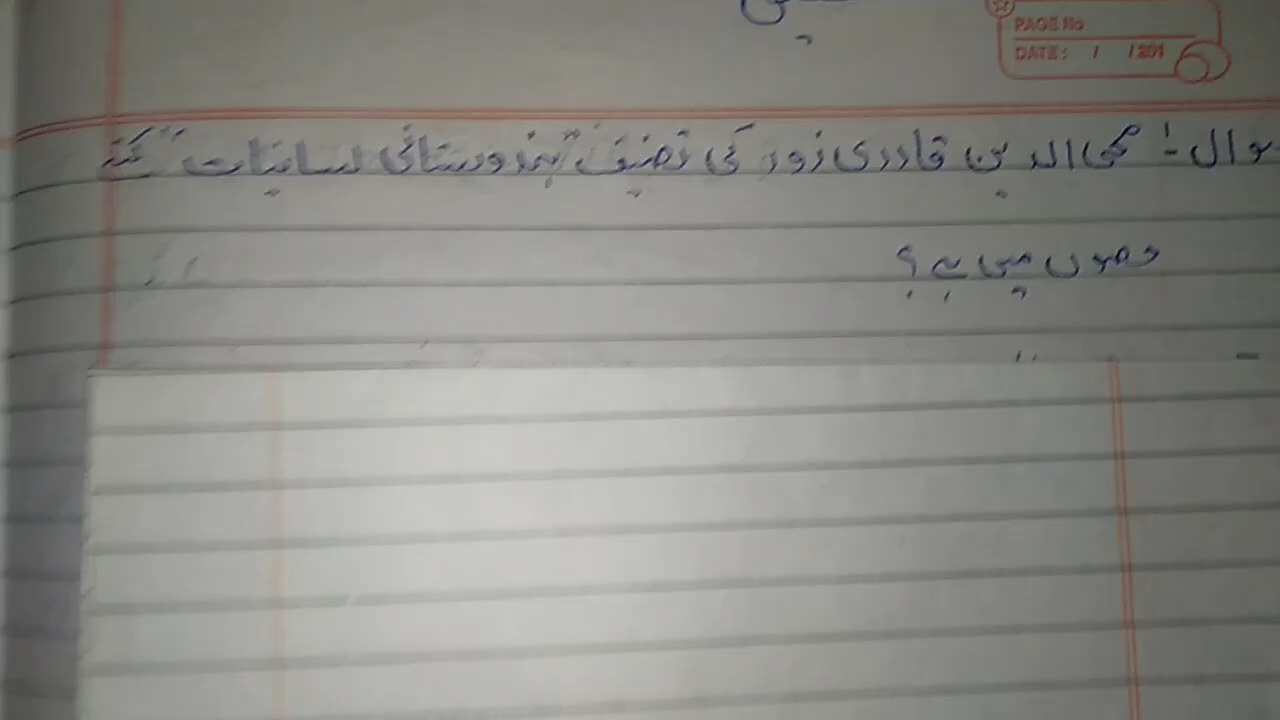 PAGE No
DATE: / /201
سوال:- محی الدین قادری زور کی تصنیف "ہندوستانی لسانیات" کتنے
حصوں میں ہے؟